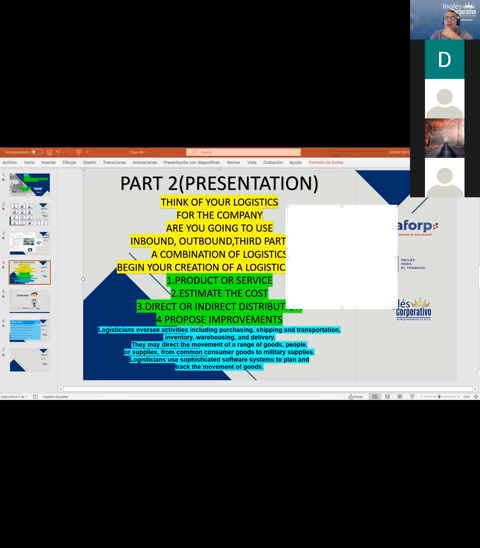 Inglés
Corporativo
D
Autoguardado
Buscar
Archivo Inicio Insertar Dibujar Diseño Transiciones Animaciones Presentación con diapositivas Revisar Vista Grabación Ayuda Formato de forma
PART 2(PRESENTATION)
THINK OF YOUR LOGISTICS
FOR THE COMPANY
ARE YOU GOING TO USE
INBOUND, OUTBOUND,THIRD PART
A COMBINATION OF LOGISTICS
BEGIN YOUR CREATION OF A LOGISTIC
1.PRODUCT OR SERVICE
2.ESTIMATE THE COST
3.DIRECT OR INDIRECT
4 PROPOSE IMPROVEMENTS
Logisticians oversee activities including purchasing, shipping and transportation,
inventory, warehousing, and delivery.
They may direct the movement of a range of goods, people,
or supplies, from common consumer goods to military supplies.
Logisticians use sophisticated software systems to plan and
track the movement of goods.
aforp
INGLÉS
PARA
EL TRABAJO
glés
orporativo
Español (España)